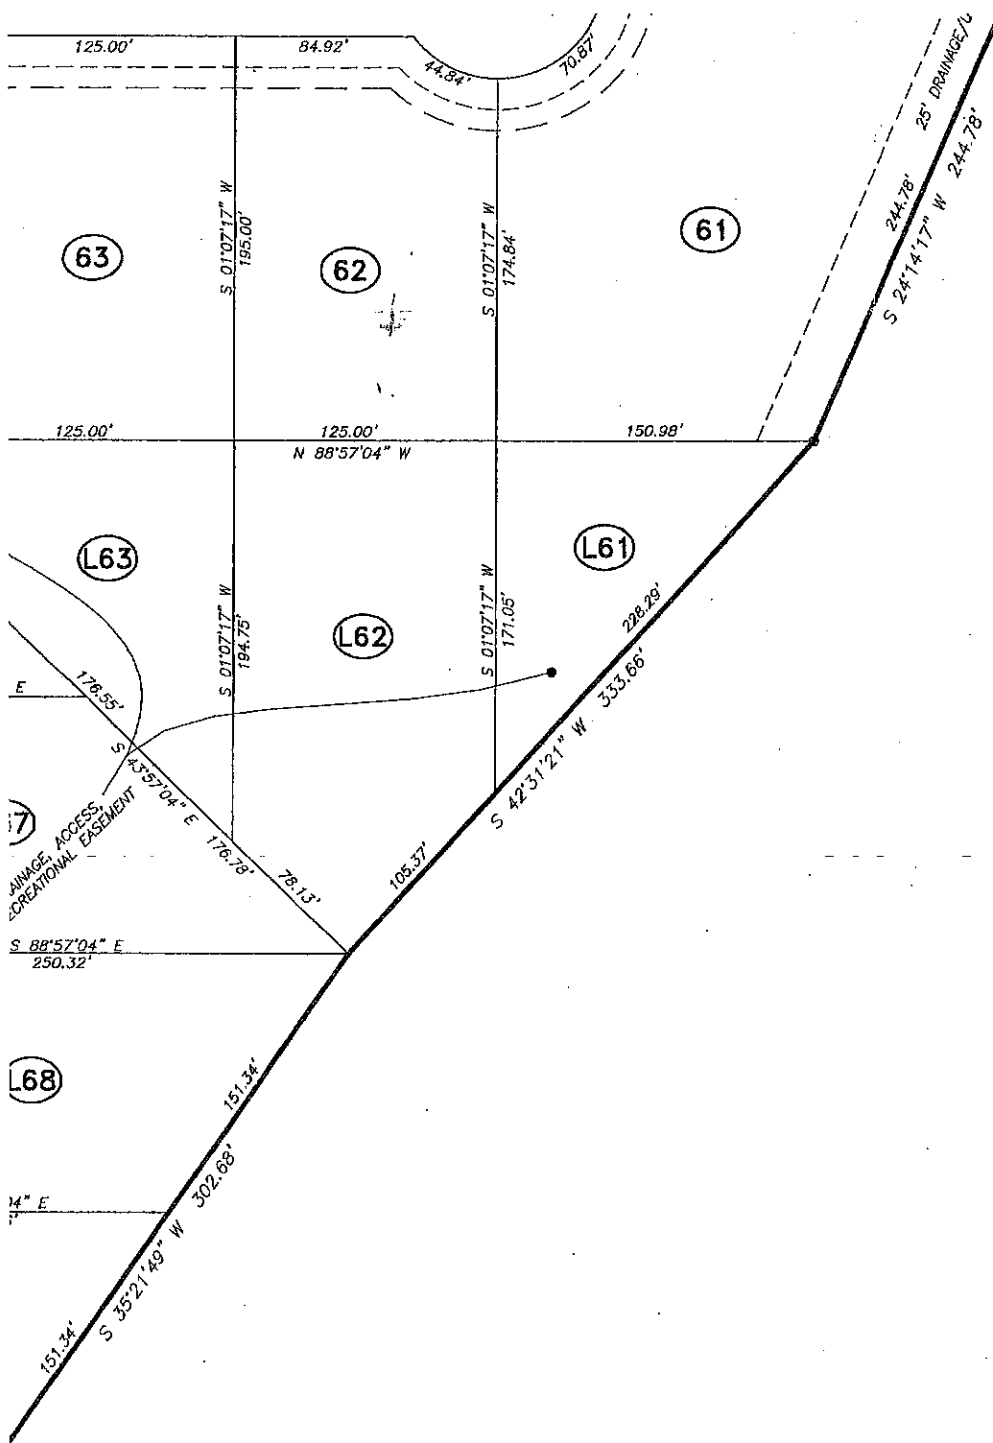 125.00'
84.92'
44.84'
70.87'
25' DRAINAGE/U
244.78'
S 24°14'17" W 244.78'
63
S 01°07'17" W
195.00'
62
S 01°07'17" W
174.84'
61
125.00'
125.00'
150.98'
N 88°57'04" W
L63
S 01°07'17" W
194.75'
L62
S 01°07'17" W
171.05'
L61
228.29'
S 42°31'21" W 333.66'
E
176.55'
S 43°57'04" E
176.78'
78.13'
105.37'
67
AINAGE, ACCESS,
ECREATIONAL EASEMENT
S 88°57'04" E
250.32'
L68
151.34'
S 35°21'49" W 302.68'
04" E
151.34'